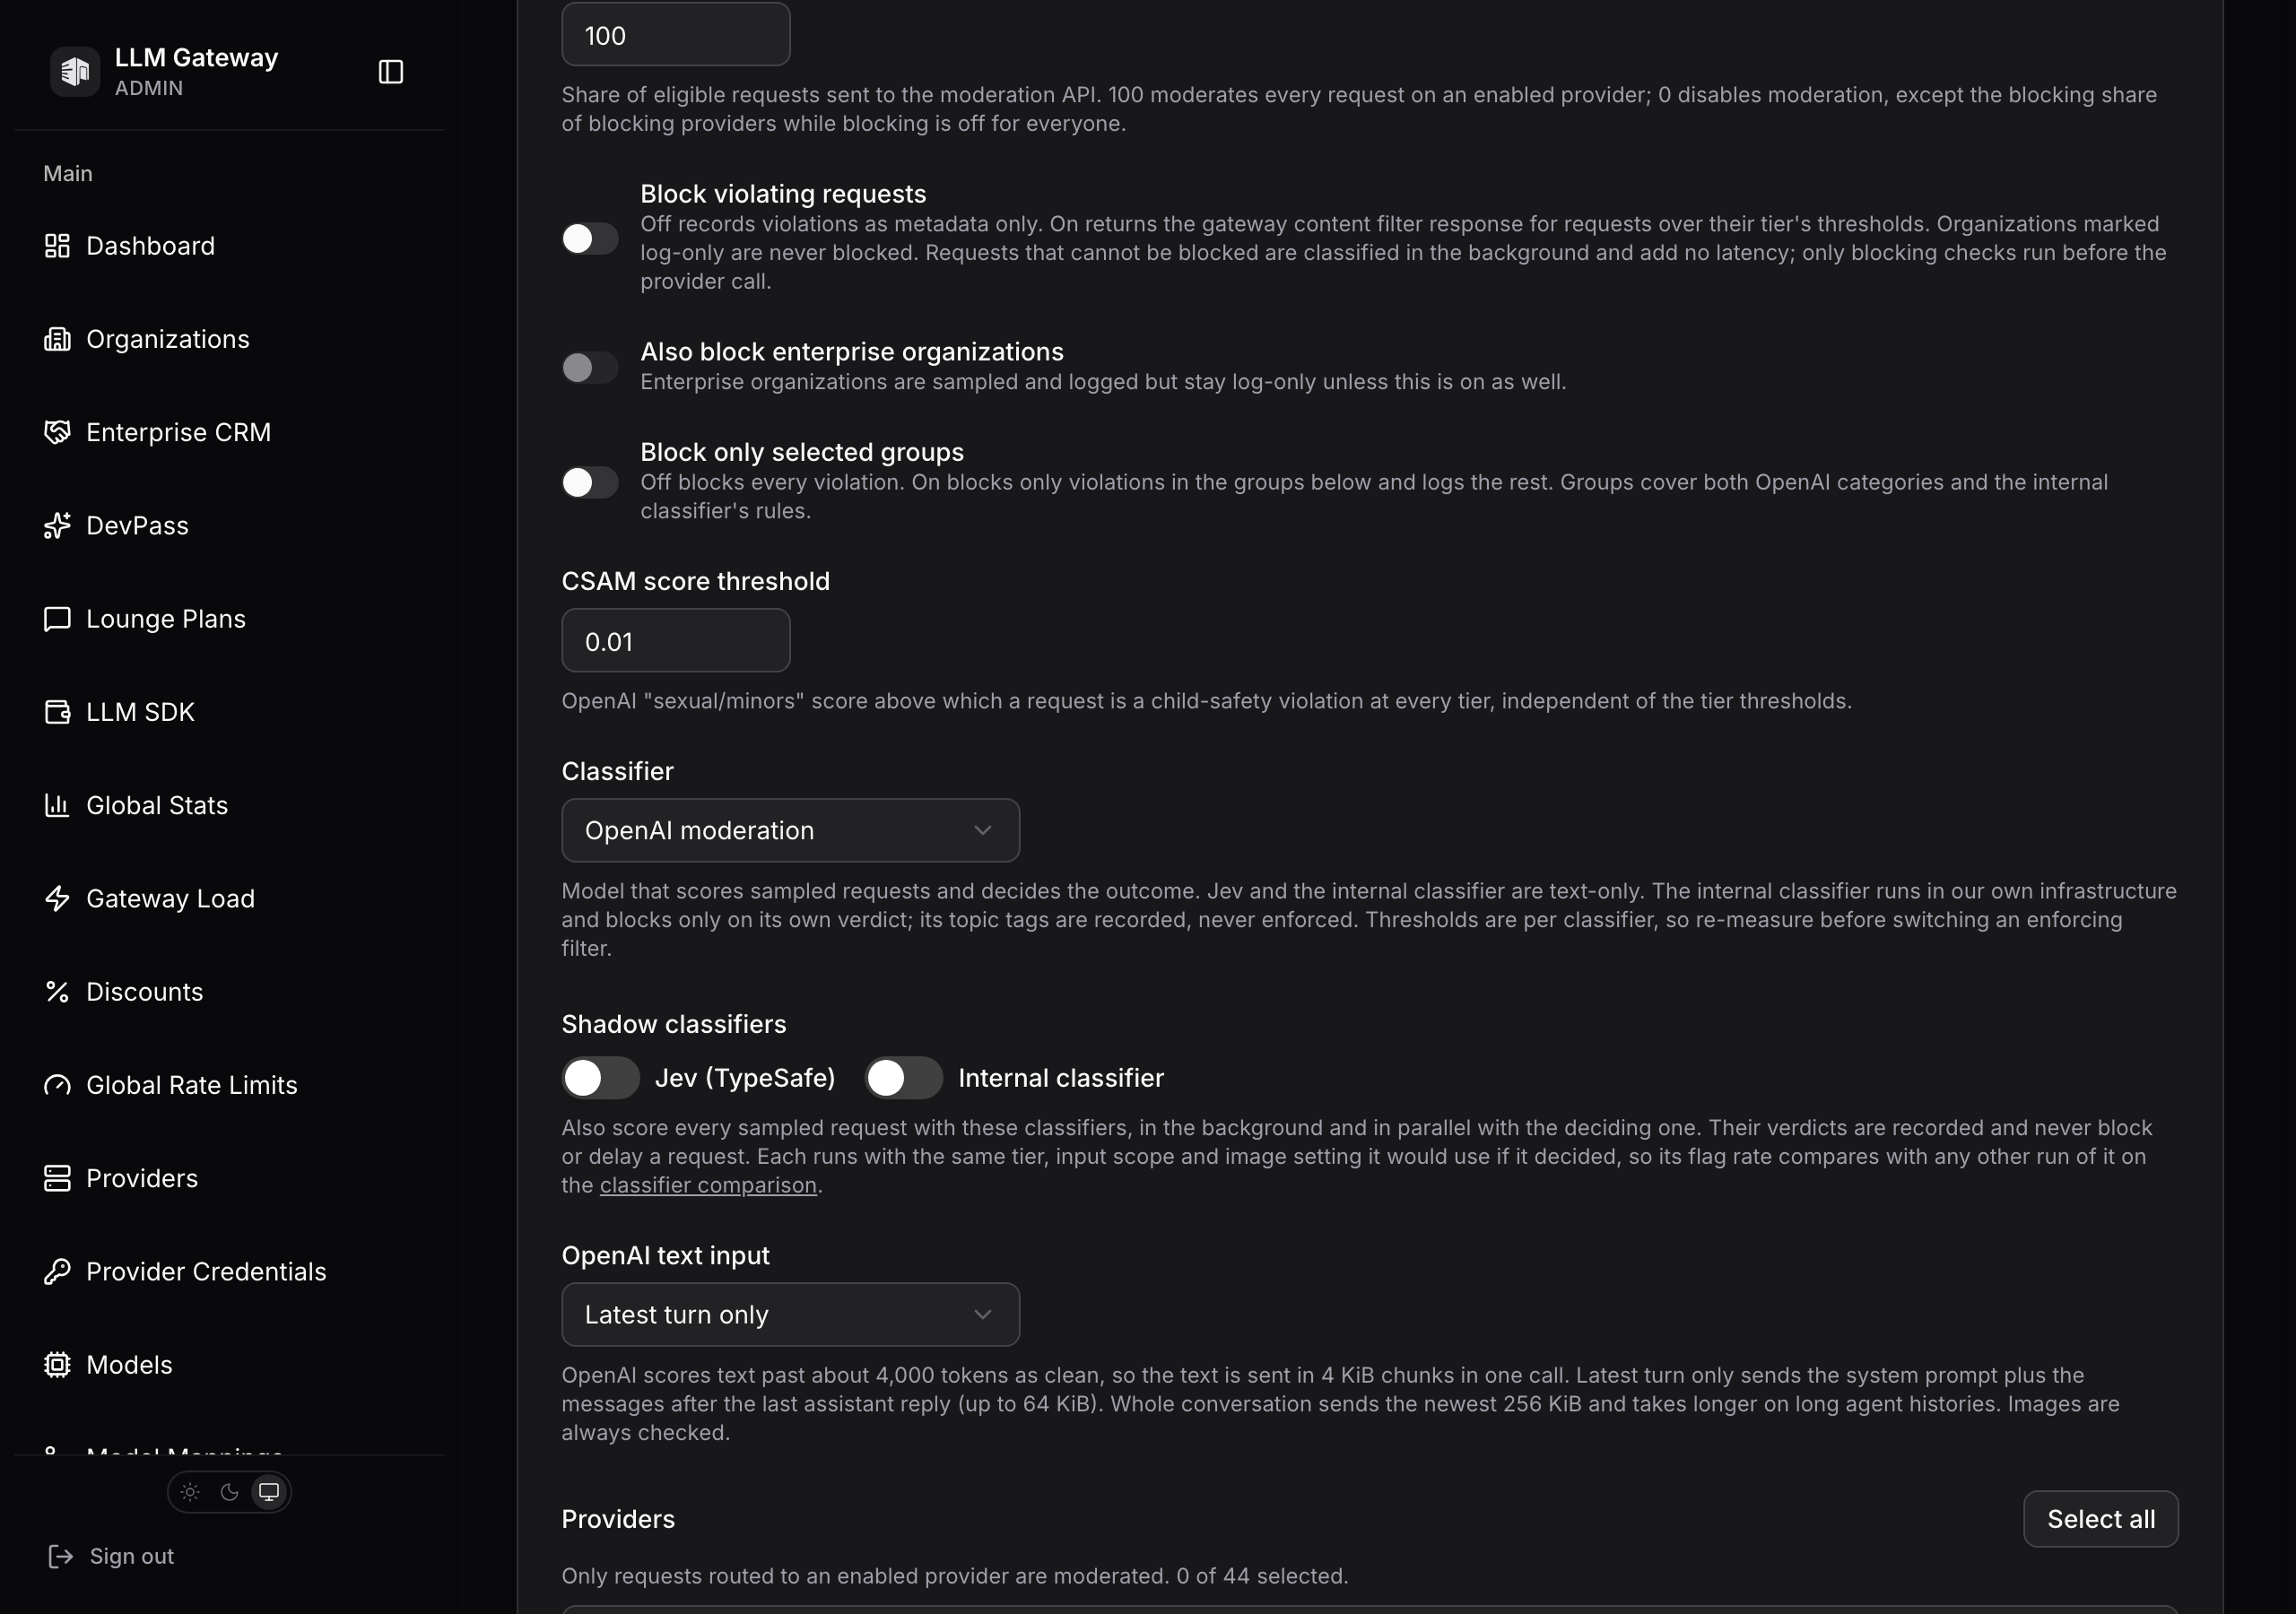 LLM Gateway
ADMIN
Main
Dashboard
Organizations
Enterprise CRM
DevPass
Lounge Plans
LLM SDK
Global Stats
Gateway Load
Discounts
Global Rate Limits
Providers
Provider Credentials
Models
Model Mappings
Sign out
100
Share of eligible requests sent to the moderation API. 100 moderates every request on an enabled provider; 0 disables moderation, except the blocking share
of blocking providers while blocking is off for everyone.
Block violating requests
Off records violations as metadata only. On returns the gateway content filter response for requests over their tier's thresholds. Organizations marked
log-only are never blocked. Requests that cannot be blocked are classified in the background and add no latency; only blocking checks run before the
provider call.
Also block enterprise organizations
Enterprise organizations are sampled and logged but stay log-only unless this is on as well.
Block only selected groups
Off blocks every violation. On blocks only violations in the groups below and logs the rest. Groups cover both OpenAI categories and the internal
classifier's rules.
CSAM score threshold
0.01
OpenAI "sexual/minors" score above which a request is a child-safety violation at every tier, independent of the tier thresholds.
Classifier
OpenAI moderation
Model that scores sampled requests and decides the outcome. Jev and the internal classifier are text-only. The internal classifier runs in our own infrastructure
and blocks only on its own verdict; its topic tags are recorded, never enforced. Thresholds are per classifier, so re-measure before switching an enforcing
filter.
Shadow classifiers
Jev (TypeSafe)
Internal classifier
Also score every sampled request with these classifiers, in the background and in parallel with the deciding one. Their verdicts are recorded and never block
or delay a request. Each runs with the same tier, input scope and image setting it would use if it decided, so its flag rate compares with any other run of it on
the classifier comparison.
OpenAI text input
Latest turn only
OpenAI scores text past about 4,000 tokens as clean, so the text is sent in 4 KiB chunks in one call. Latest turn only sends the system prompt plus the
messages after the last assistant reply (up to 64 KiB). Whole conversation sends the newest 256 KiB and takes longer on long agent histories. Images are
always checked.
Providers
Select all
Only requests routed to an enabled provider are moderated. 0 of 44 selected.